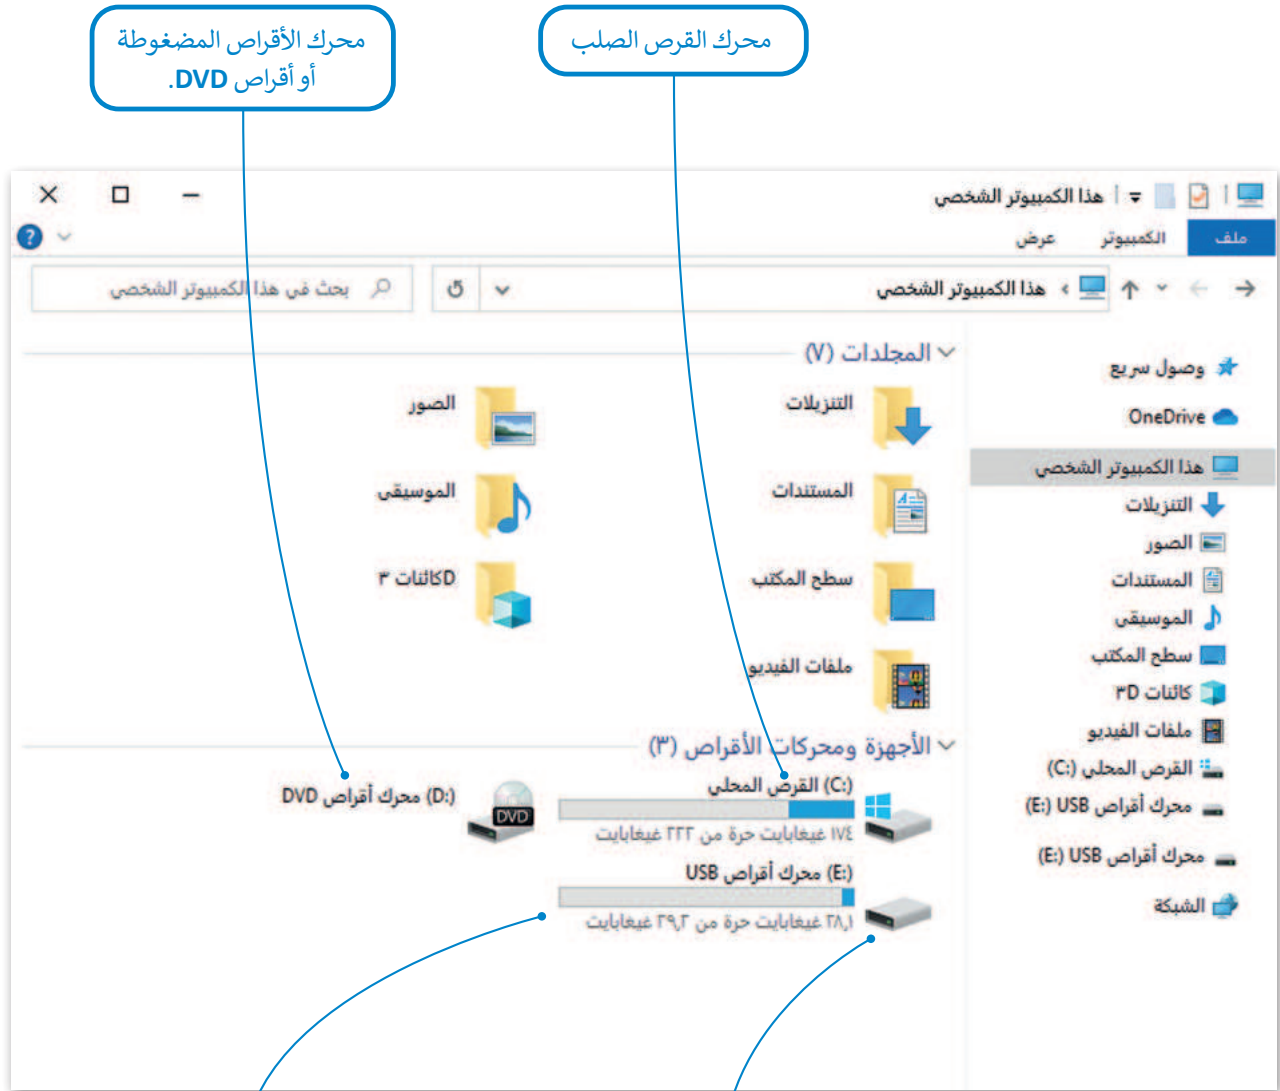 محرك القرص الصلب
محرك الأقراص المضغوطة
أو أقراص DVD.
هذا الكمبيوتر الشخصي
ملف الكمبيوتر عرض
هذا الكمبيوتر الشخصي
بحث في هذا الكمبيوتر الشخصي
وصول سريع
OneDrive
هذا الكمبيوتر الشخصي
التنزيلات
الصور
المستندات
الموسيقى
سطح المكتب
كائنات ٣D
ملفات الفيديو
القرص المحلي (C:)
محرك أقراص USB (E:)
محرك أقراص USB (E:)
الشبكة
المجلدات (٧)
التنزيلات
الصور
المستندات
الموسيقى
سطح المكتب
Dكائنات ٣
ملفات الفيديو
الأجهزة ومحركات الأقراص (٣)
(C:) القرص المحلي
١٧٤ غيغابايت حرة من ٢٢٢ غيغابايت
(D:) محرك أقراص DVD
DVD
(E:) محرك أقراص USB
٢٨,١ غيغابايت حرة من ٢٩,٢ غيغابايت